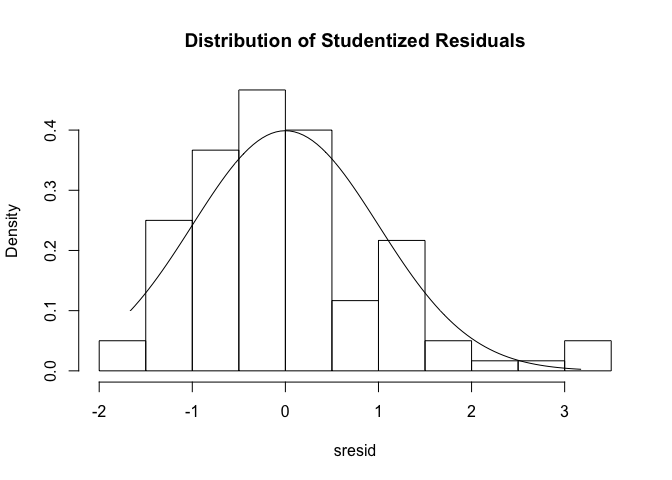 Distribution of Studentized Residuals
Density
0.0 0.1 0.2 0.3 0.4
-2 -1 0 1 2 3
sresid